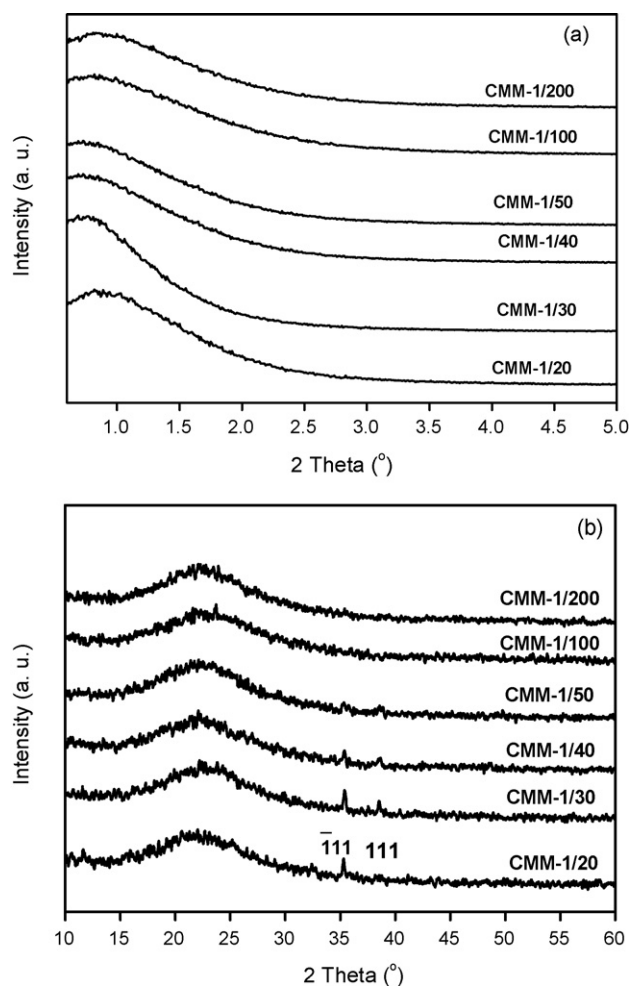 (a)
CMM-1/200
CMM-1/100
CMM-1/50
CMM-1/40
CMM-1/30
CMM-1/20
Intensity (a. u.)
1.0 1.5 2.0 2.5 3.0 3.5 4.0 4.5 5.0
2 Theta (°)
(b)
CMM-1/200
CMM-1/100
CMM-1/50
CMM-1/40
CMM-1/30
1̅11 111
CMM-1/20
Intensity (a. u.)
10 15 20 25 30 35 40 45 50 55 60
2 Theta (°)